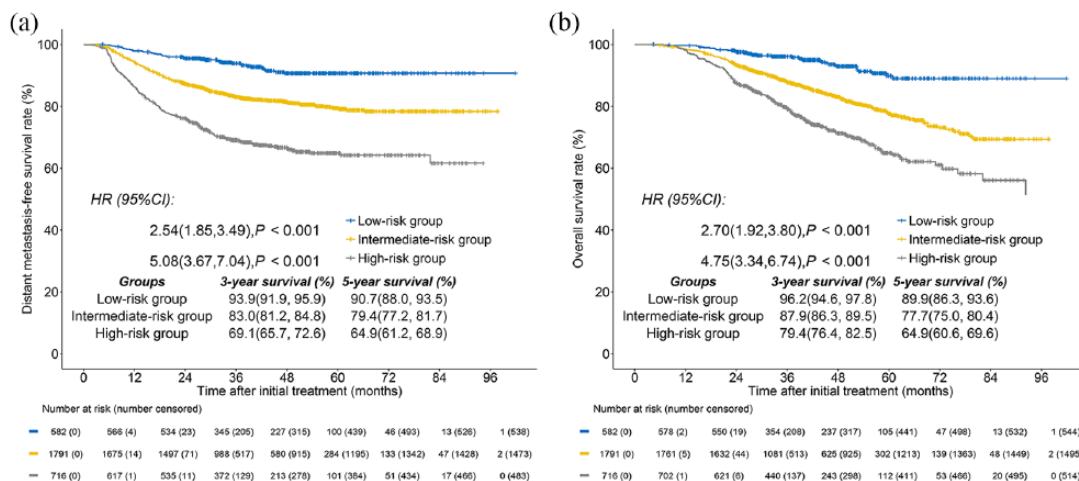 (a)
Distant metastasis-free survival rate (%)
100
80
60
40
20
0
HR (95%CI):
2.54(1.85,3.49),P < 0.001
5.08(3.67,7.04),P < 0.001
Low-risk group
Intermediate-risk group
High-risk group
Groups 3-year survival (%) 5-year survival (%)
Low-risk group 93.9(91.9, 95.9) 90.7(88.0, 93.5)
Intermediate-risk group 83.0(81.2, 84.8) 79.4(77.2, 81.7)
High-risk group 69.1(65.7, 72.6) 64.9(61.2, 68.9)
0 12 24 36 48 60 72 84 96
Time after initial treatment (months)
Number at risk (number censored)
582 (0) 566 (4) 534 (23) 345 (205) 227 (315) 100 (439) 46 (493) 13 (526) 1 (538)
1791 (0) 1675 (14) 1497 (71) 988 (517) 580 (915) 284 (1195) 133 (1342) 47 (1428) 2 (1473)
716 (0) 617 (1) 535 (11) 372 (129) 213 (278) 101 (384) 51 (434) 17 (466) 0 (483)
(b)
Overall survival rate (%)
100
80
60
40
20
0
HR (95%CI):
2.70(1.92,3.80),P < 0.001
4.75(3.34,6.74),P < 0.001
Low-risk group
Intermediate-risk group
High-risk group
Groups 3-year survival (%) 5-year survival (%)
Low-risk group 96.2(94.6, 97.8) 89.9(86.3, 93.6)
Intermediate-risk group 87.9(86.3, 89.5) 77.7(75.0, 80.4)
High-risk group 79.4(76.4, 82.5) 64.9(60.6, 69.6)
0 12 24 36 48 60 72 84 96
Time after initial treatment (months)
Number at risk (number censored)
582 (0) 578 (2) 550 (19) 354 (208) 237 (317) 105 (441) 47 (498) 13 (532) 1 (544)
1791 (0) 1761 (5) 1632 (44) 1081 (513) 625 (925) 302 (1213) 139 (1363) 48 (1449) 2 (1495)
716 (0) 702 (1) 621 (6) 440 (137) 243 (298) 112 (411) 53 (466) 20 (495) 0 (514)